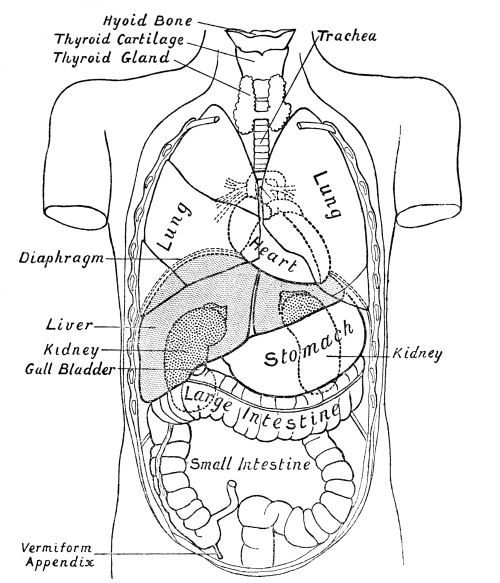 Hyoid Bone
Thyroid Cartilage
Thyroid Gland
Trachea
Lung
Lung
Heart
Diaphragm
Liver
Kidney
Gall Bladder
Stomach
Kidney
Large Intestine
Small Intestine
Vermiform
Appendix